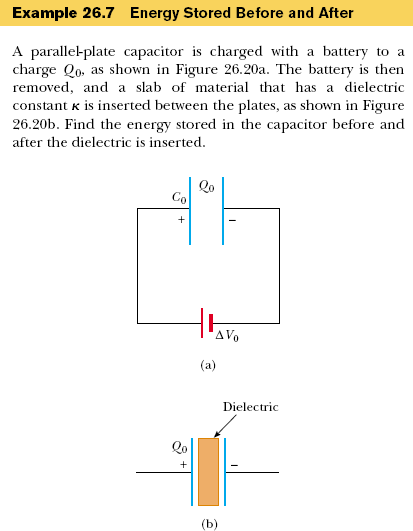 Example 26.7 Energy Stored Before and After
A parallel-plate capacitor is charged with a battery to a
charge Q0, as shown in Figure 26.20a. The battery is then
removed, and a slab of material that has a dielectric
constant κ is inserted between the plates, as shown in Figure
26.20b. Find the energy stored in the capacitor before and
after the dielectric is inserted.
Q0
C0
+ –
ΔV0
(a)
Dielectric
Q0
+ –
(b)